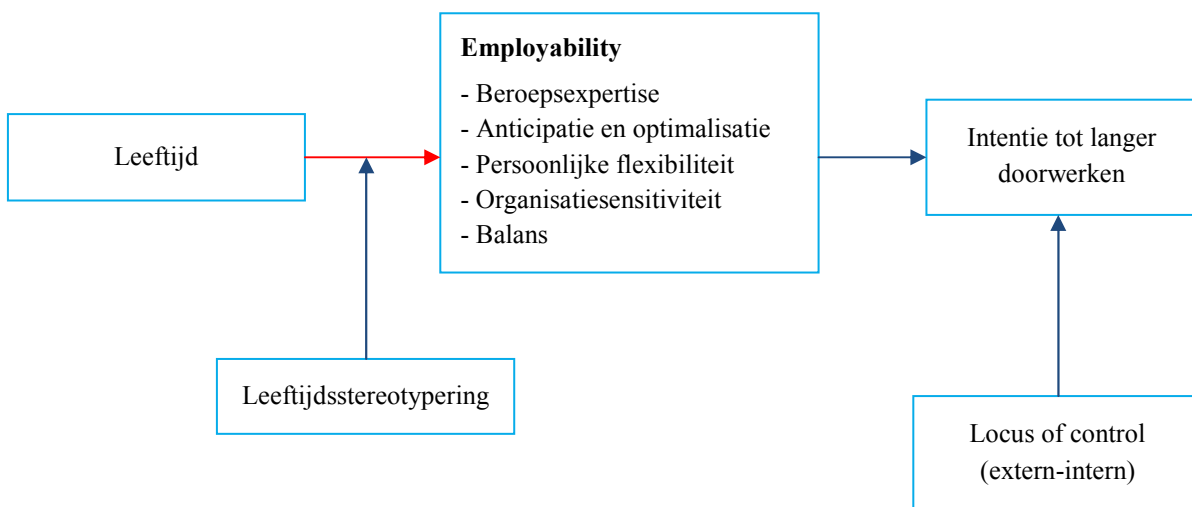 Employability
- Beroepsexpertise
- Anticipatie en optimalisatie
- Persoonlijke flexibiliteit
- Organisatiesensitiviteit
- Balans
Leeftijd
Intentie tot langer
doorwerken
Leeftijdsstereotypering
Locus of control
(extern-intern)